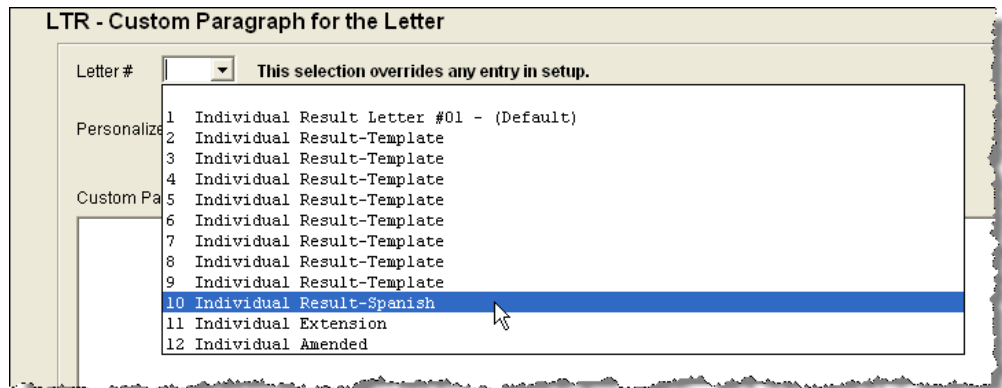 LTR - Custom Paragraph for the Letter
Letter # This selection overrides any entry in setup.
1 Individual Result Letter #01 - (Default)
Personalize
2 Individual Result-Template
3 Individual Result-Template
4 Individual Result-Template
Custom Pa
5 Individual Result-Template
6 Individual Result-Template
7 Individual Result-Template
8 Individual Result-Template
9 Individual Result-Template
10 Individual Result-Spanish
11 Individual Extension
12 Individual Amended